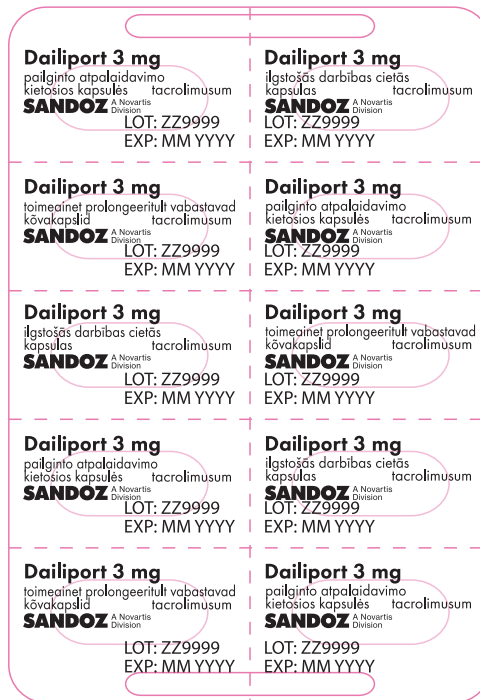 Dailiport 3 mg
pailginto atpalaidavimo
kietosios kapsulės tacrolimusum
SANDOZ A Novartis Division
LOT: ZZ9999
EXP: MM YYYY
Dailiport 3 mg
ilgstošās darbības cietās
kapsulas tacrolimusum
SANDOZ A Novartis Division
LOT: ZZ9999
EXP: MM YYYY
Dailiport 3 mg
toimeainet prolongeeritult vabastavad
kõvakapslid tacrolimusum
SANDOZ A Novartis Division
LOT: ZZ9999
EXP: MM YYYY
Dailiport 3 mg
pailginto atpalaidavimo
kietosios kapsulės tacrolimusum
SANDOZ A Novartis Division
LOT: ZZ9999
EXP: MM YYYY
Dailiport 3 mg
ilgstošās darbības cietās
kapsulas tacrolimusum
SANDOZ A Novartis Division
LOT: ZZ9999
EXP: MM YYYY
Dailiport 3 mg
toimeainet prolongeeritult vabastavad
kõvakapslid tacrolimusum
SANDOZ A Novartis Division
LOT: ZZ9999
EXP: MM YYYY
Dailiport 3 mg
pailginto atpalaidavimo
kietosios kapsulės tacrolimusum
SANDOZ A Novartis Division
LOT: ZZ9999
EXP: MM YYYY
Dailiport 3 mg
ilgstošās darbības cietās
kapsulas tacrolimusum
SANDOZ A Novartis Division
LOT: ZZ9999
EXP: MM YYYY
Dailiport 3 mg
toimeainet prolongeeritult vabastavad
kõvakapslid tacrolimusum
SANDOZ A Novartis Division
LOT: ZZ9999
EXP: MM YYYY
Dailiport 3 mg
pailginto atpalaidavimo
kietosios kapsulės tacrolimusum
SANDOZ A Novartis Division
LOT: ZZ9999
EXP: MM YYYY